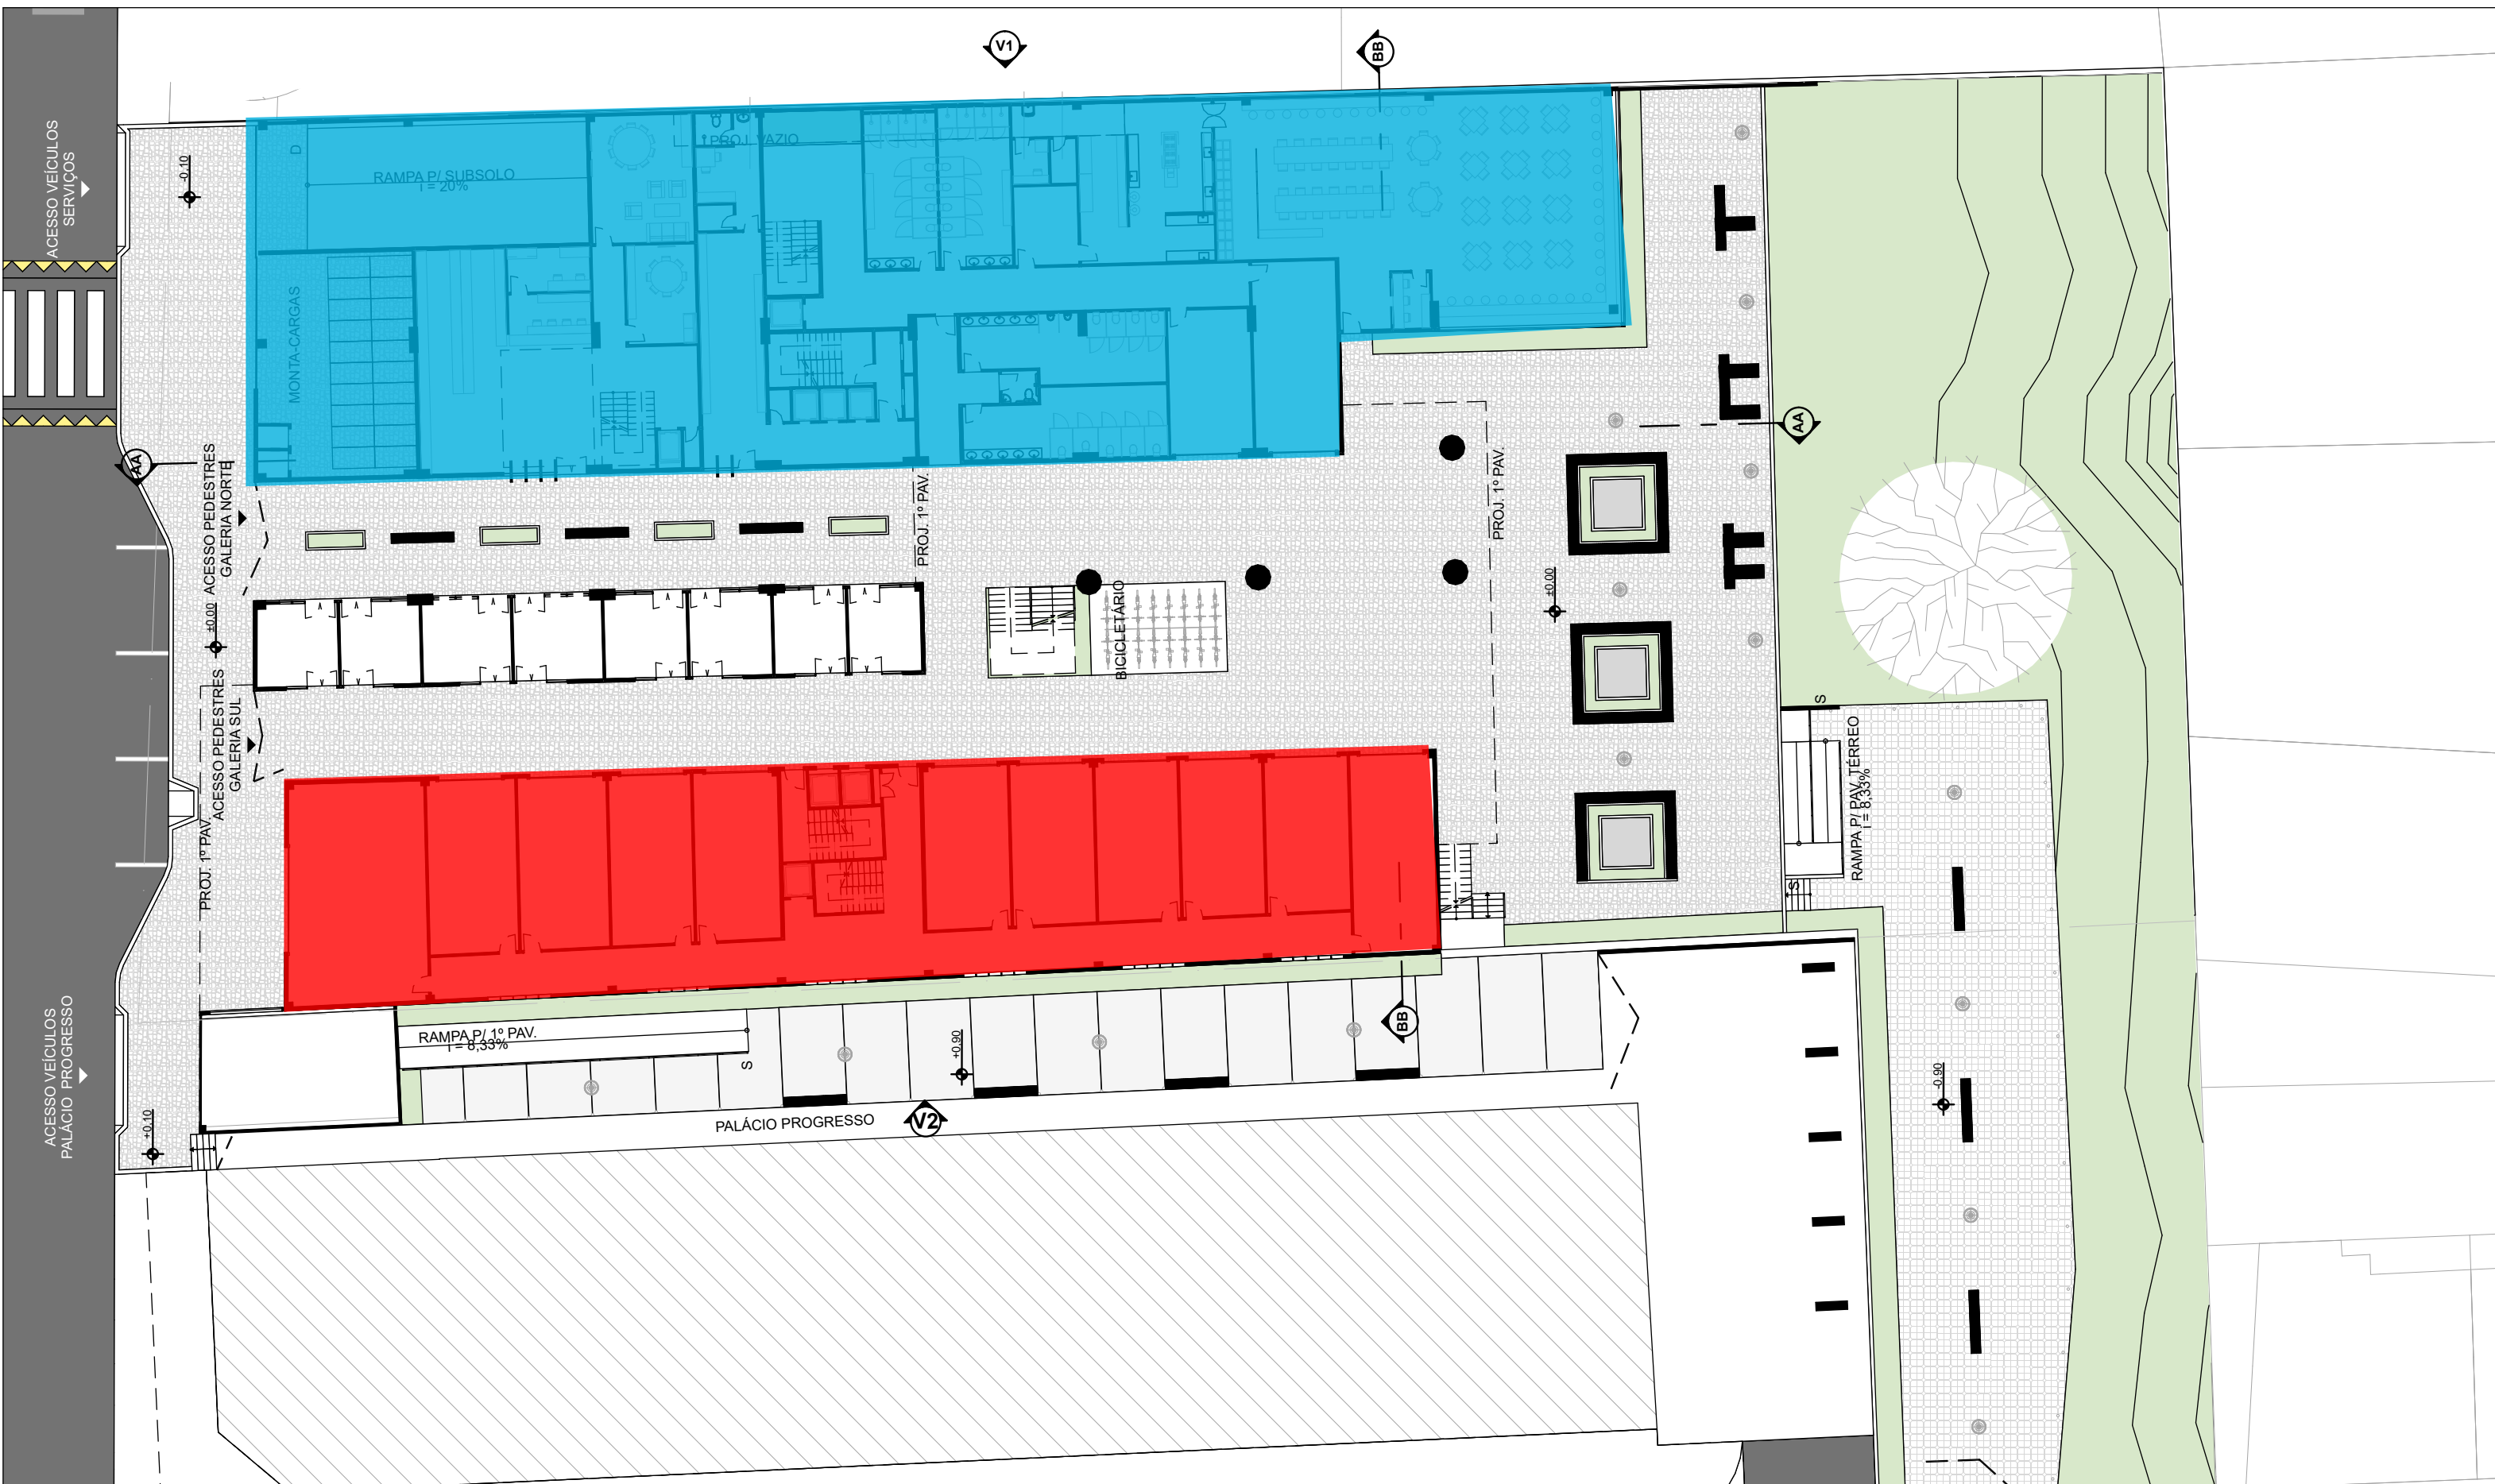 V1
BB
ACESSO VEÍCULOS
SERVIÇOS
-0.10
D
RAMPA P/ SUBSOLO
i = 20%
PROJ. VAZIO
MONTA-CARGAS
AA
AA
ACESSO PEDESTRES
GALERIA NORTE
PROJ. 1º PAV.
PROJ. 1º PAV.
±0.00
±0.00
BICICLETÁRIO
ACESSO PEDESTRES
GALERIA SUL
S
RAMPA P/ PAV. TÉRREO
i = 8,33%
S
PROJ. 1º PAV.
ACESSO VEÍCULOS
PALÁCIO PROGRESSO
RAMPA P/ 1º PAV.
i = 8,33%
S
+0.90
BB
-0.90
+0.10
PALÁCIO PROGRESSO
V2